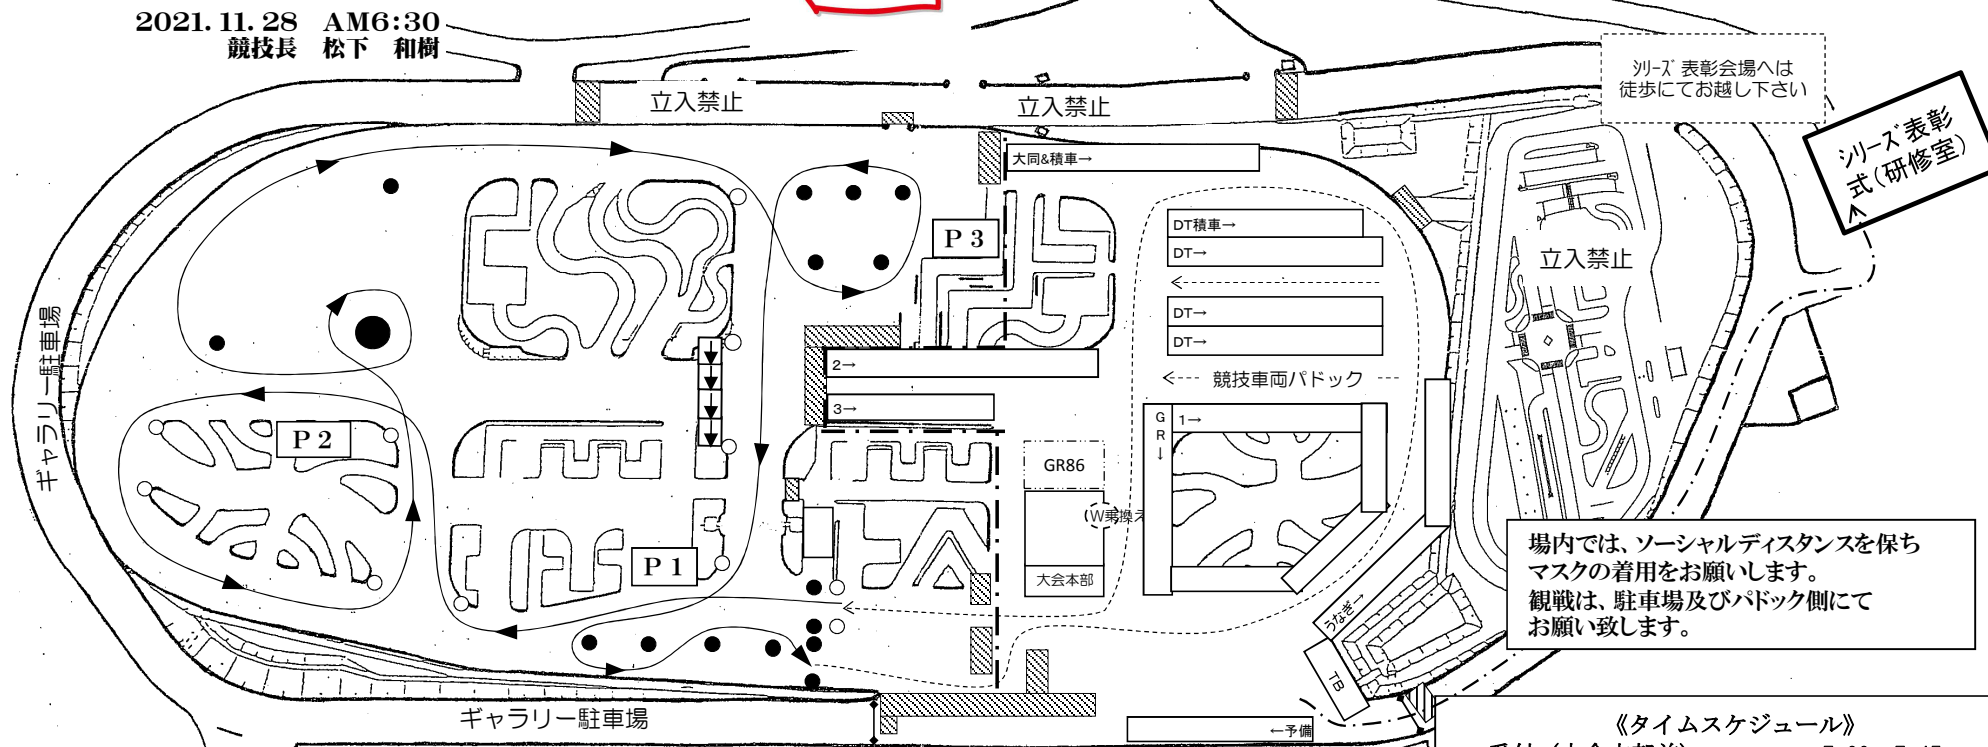 2021.11.28　AM6:30
競技長　松下　和樹
立入禁止
立入禁止
ｼﾘｰｽﾞ表彰会場へは
徒歩にてお越し下さい
ｼﾘｰｽﾞ表彰
式(研修室)
大同&積車→
P 3
DT積車→
DT→
DT→
DT→
立入禁止
ギャラリー駐車場
2→
3→
競技車両パドック
GR↓
1→
P 2
GR86
W乗換え
P 1
大会本部
うなぎ→
TB
場内では、ソーシャルディスタンスを保ち
マスクの着用をお願いします。
観戦は、駐車場及びパドック側にて
お願い致します。
ギャラリー駐車場
←予備
《タイムスケジュール》